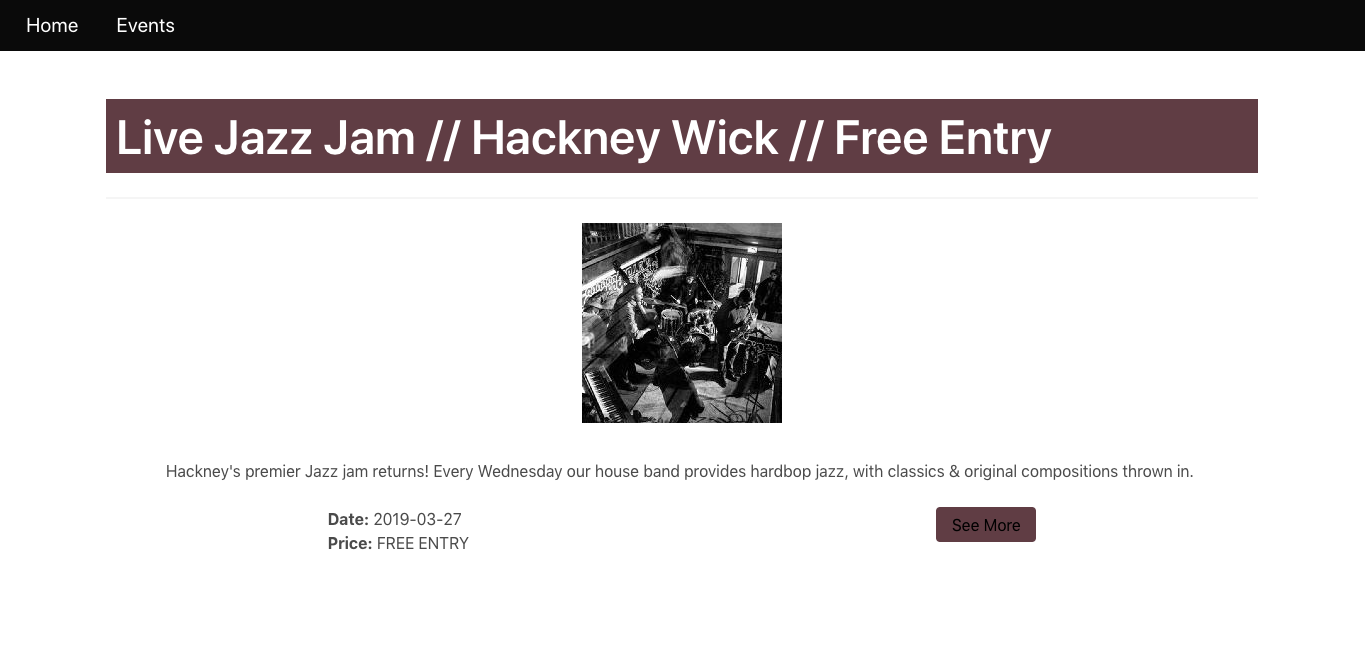 Home Events
Live Jazz Jam // Hackney Wick // Free Entry
Hackney's premier Jazz jam returns! Every Wednesday our house band provides hardbop jazz, with classics & original compositions thrown in.
Date: 2019-03-27
Price: FREE ENTRY
See More